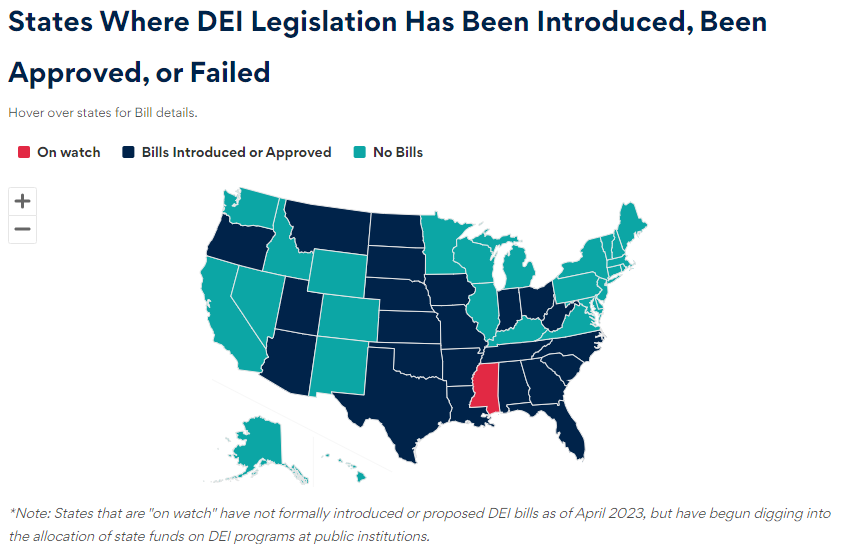 States Where DEI Legislation Has Been Introduced, Been
Approved, or Failed
Hover over states for Bill details.
On watch Bills Introduced or Approved No Bills
+
−
*Note: States that are "on watch" have not formally introduced or proposed DEI bills as of April 2023, but have begun digging into
the allocation of state funds on DEI programs at public institutions.